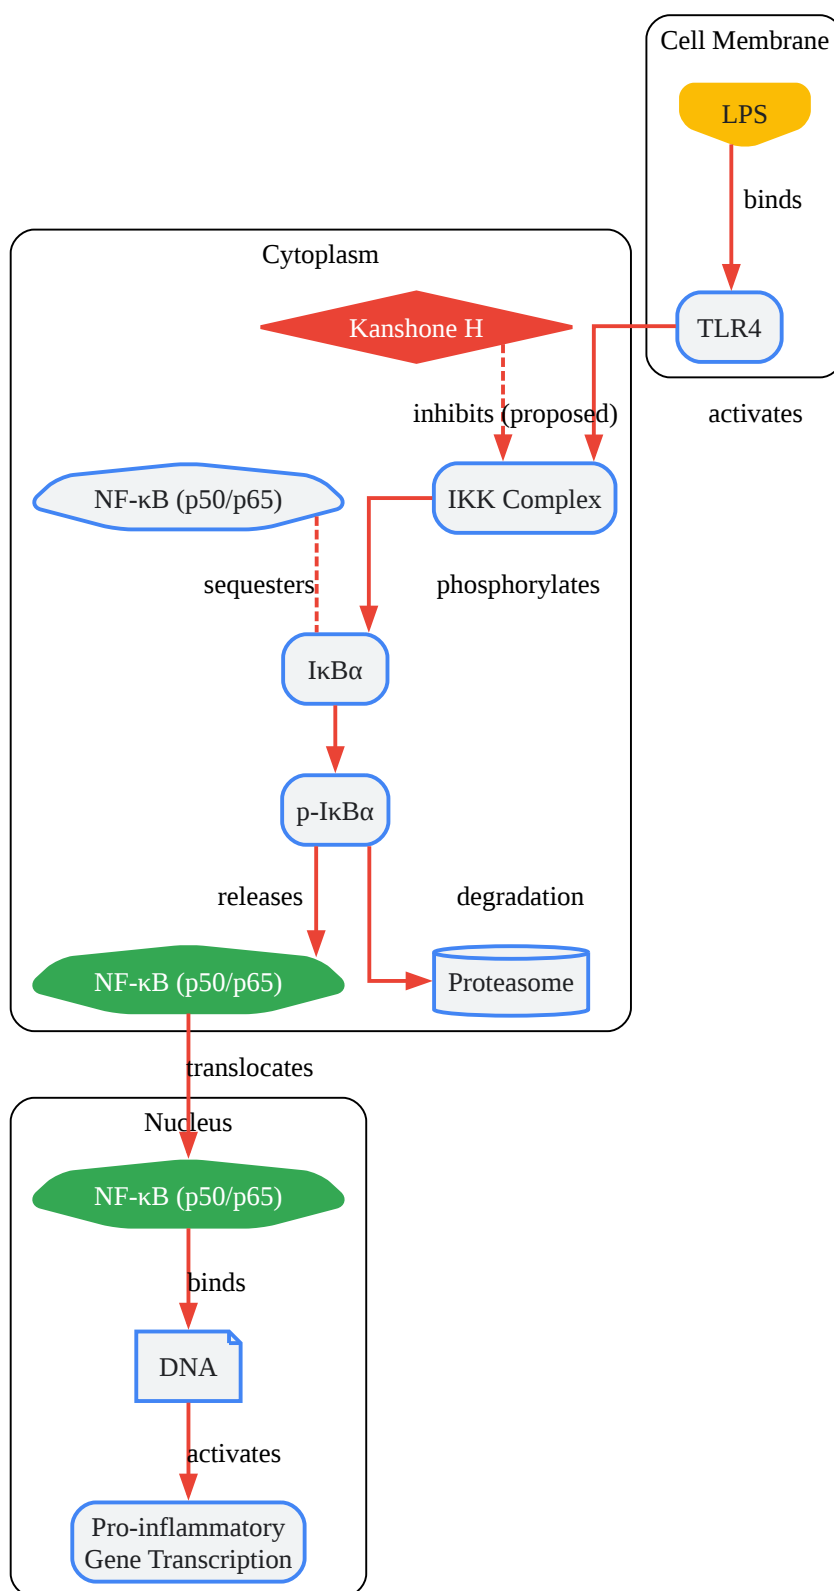 Cell Membrane
LPS
binds
TLR4
activates
Cytoplasm
Kanshone H
inhibits (proposed)
NF-κB (p50/p65)
IKK Complex
sequesters
phosphorylates
IκBα
p-IκBα
releases
degradation
NF-κB (p50/p65)
Proteasome
translocates
Nucleus
NF-κB (p50/p65)
binds
DNA
activates
Pro-inflammatory
Gene Transcription